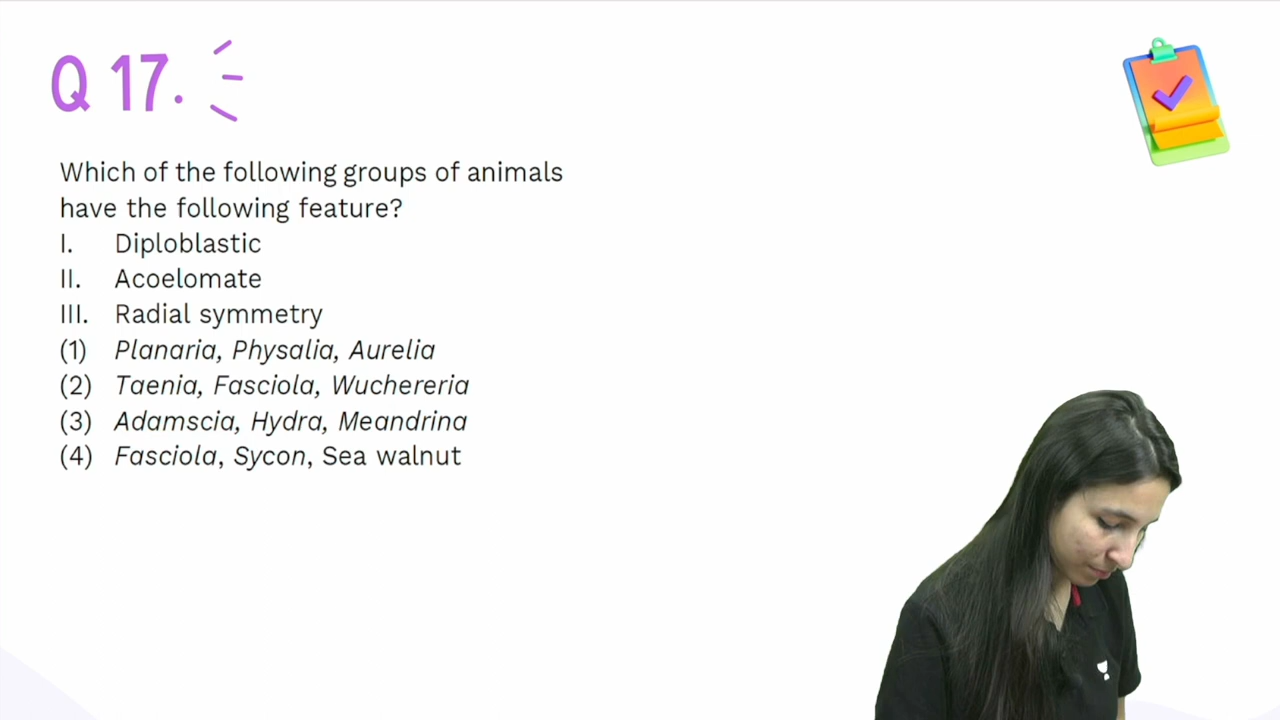 Q 17.
Which of the following groups of animals
have the following feature?
I. Diploblastic
II. Acoelomate
III. Radial symmetry
(1) Planaria, Physalia, Aurelia
(2) Taenia, Fasciola, Wuchereria
(3) Adamscia, Hydra, Meandrina
(4) Fasciola, Sycon, Sea walnut